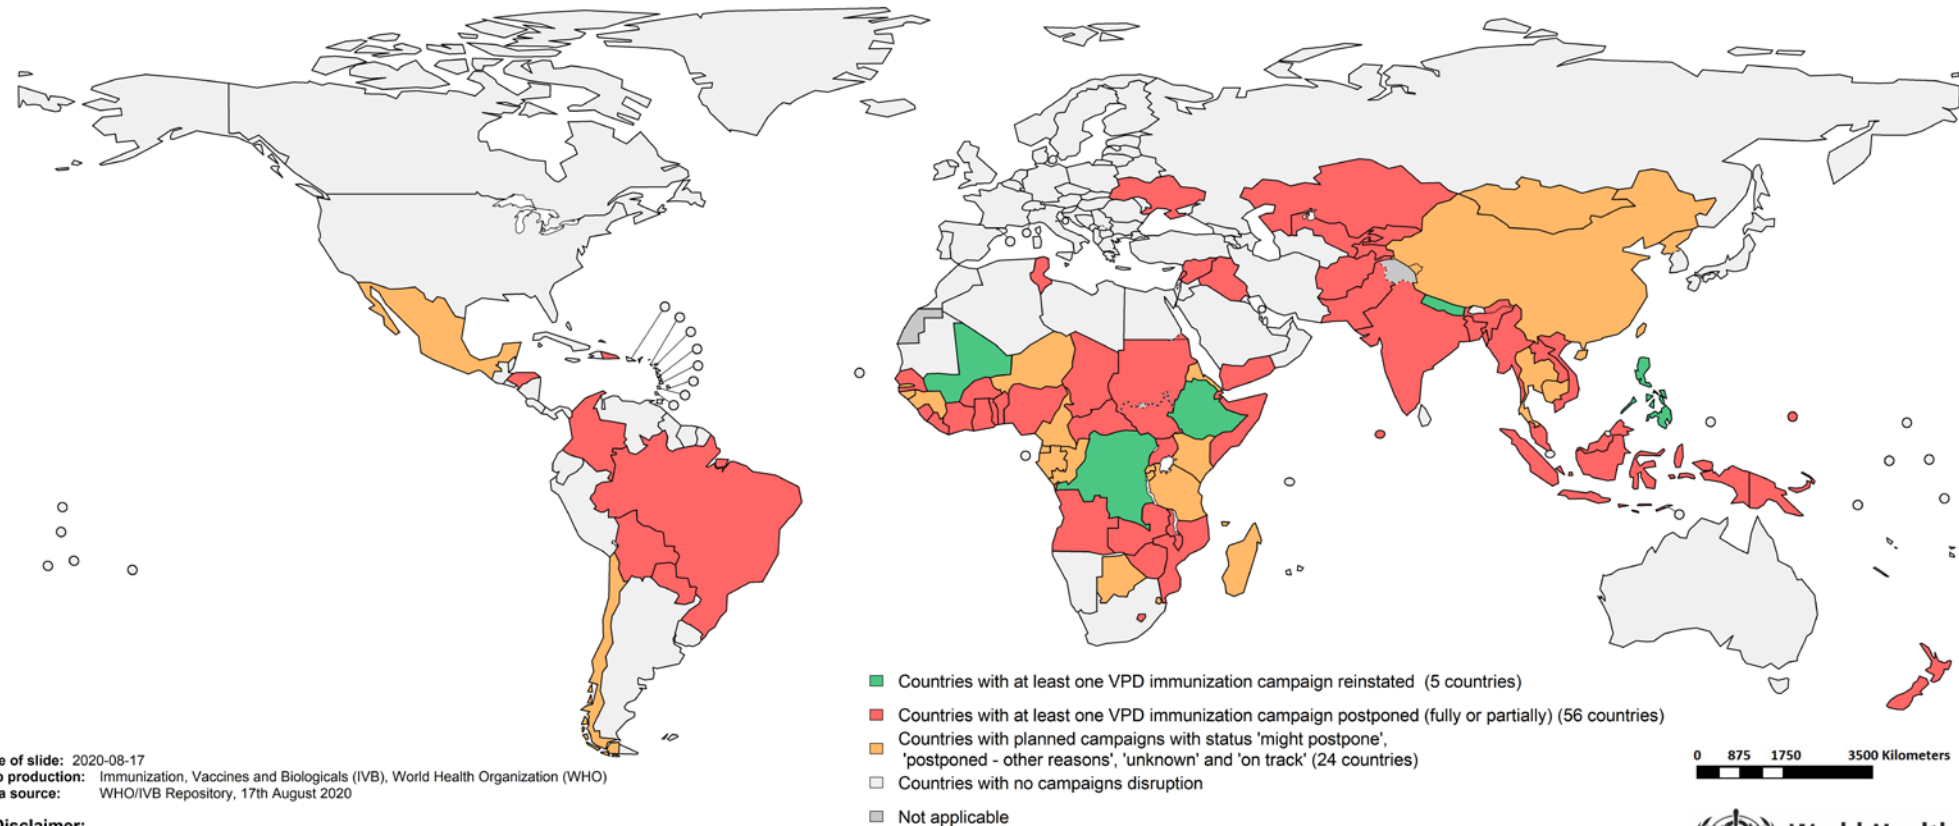 Countries with at least one VPD immunization campaign reinstated (5 countries)
Countries with at least one VPD immunization campaign postponed (fully or partially) (56 countries)
Countries with planned campaigns with status 'might postpone',
'postponed - other reasons', 'unknown' and 'on track' (24 countries)
Countries with no campaigns disruption
Not applicable
e of slide: 2020-08-17
production: Immunization, Vaccines and Biologicals (IVB), World Health Organization (WHO)
a source: WHO/IVB Repository, 17th August 2020
Disclaimer:
0 875 1750 3500 Kilometers